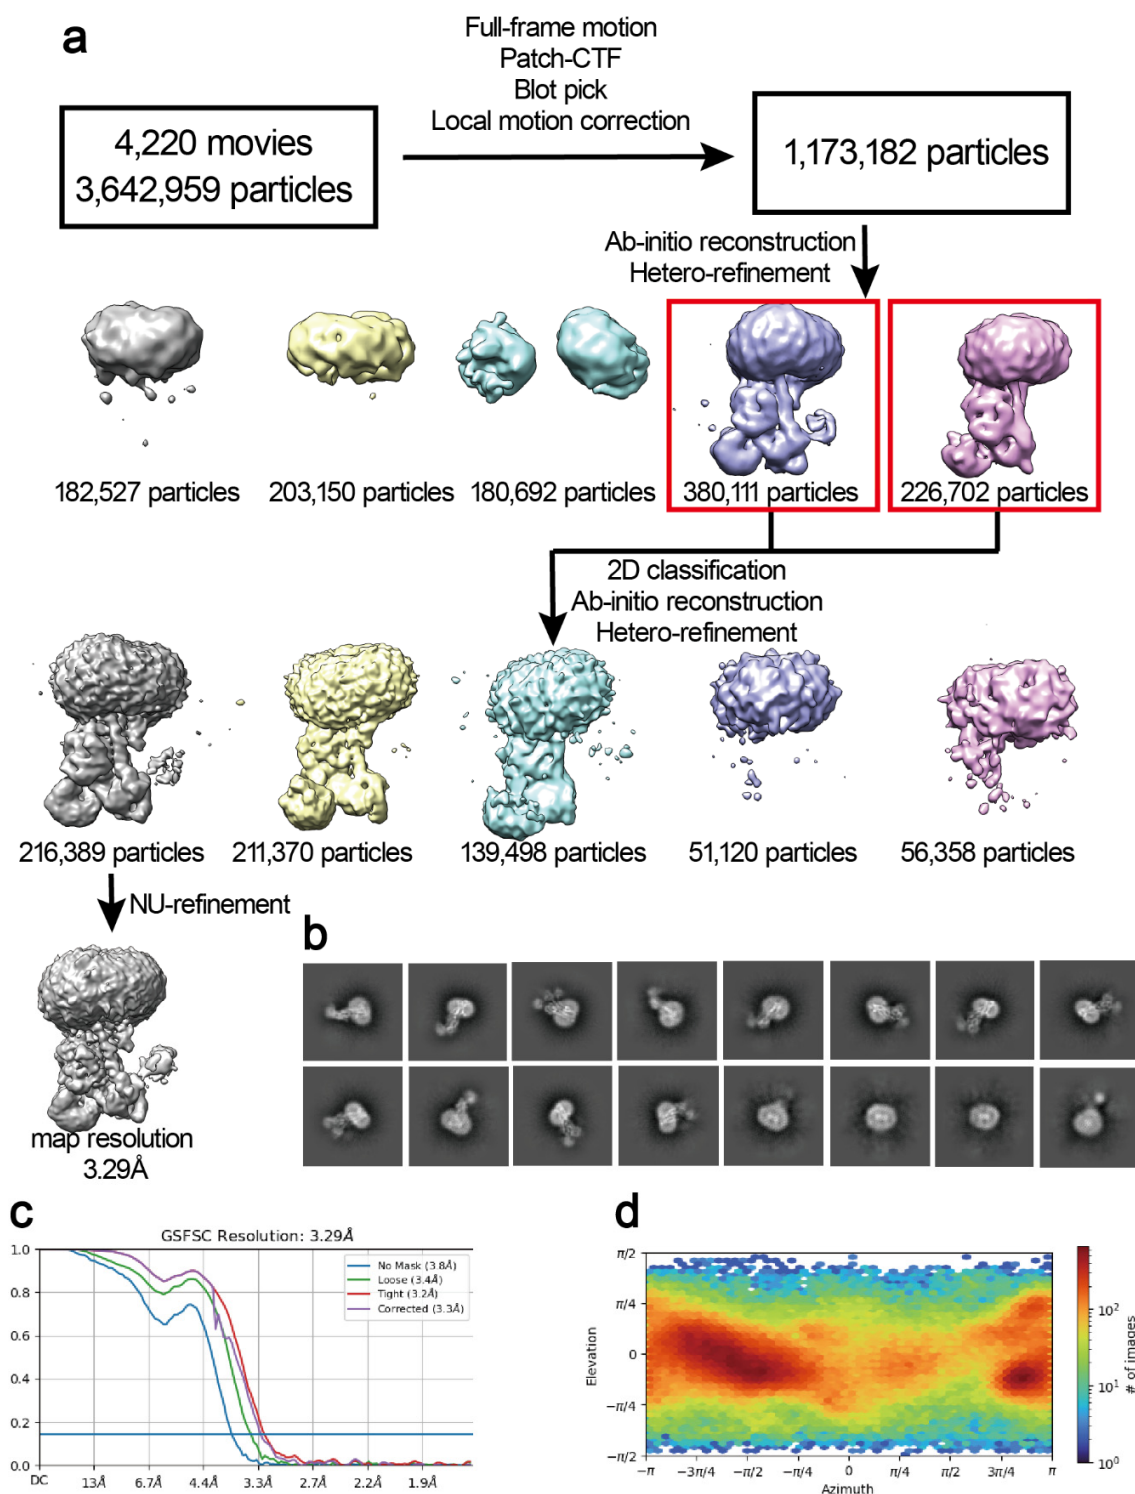 a
Full-frame motion
Patch-CTF
Blot pick
Local motion correction
4,220 movies
3,642,959 particles
1,173,182 particles
Ab-initio reconstruction
Hetero-refinement
182,527 particles
203,150 particles
180,692 particles
380,111 particles
226,702 particles
2D classification
Ab-initio reconstruction
Hetero-refinement
216,389 particles
211,370 particles
139,498 particles
51,120 particles
56,358 particles
NU-refinement
map resolution
3.29Å
b
c
GSFSC Resolution: 3.29Å
No Mask (3.8Å)
Loose (3.4Å)
Tight (3.2Å)
Corrected (3.3Å)
1.0
0.8
0.6
0.4
0.2
0.0
DC 13Å 6.7Å 4.4Å 3.3Å 2.7Å 2.2Å 1.9Å
d
Elevation
π/2
π/4
0
−π/4
−π/2
−π −3π/4 −π/2 −π/4 0 π/4 π/2 3π/4 π
Azimuth
10²
10¹
10⁰
# of images